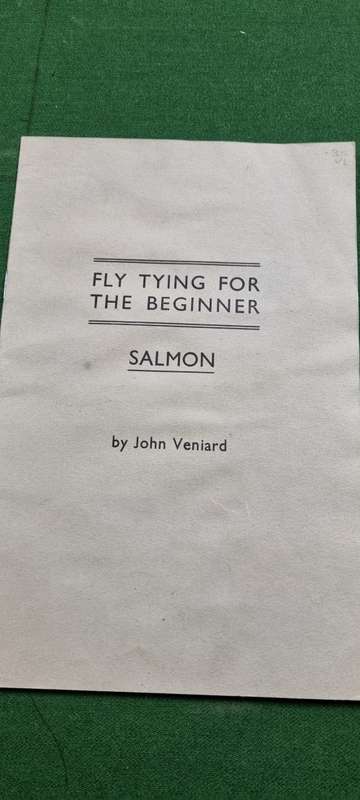 FLY TYING FOR
THE BEGINNER
SALMON
by John Veniard